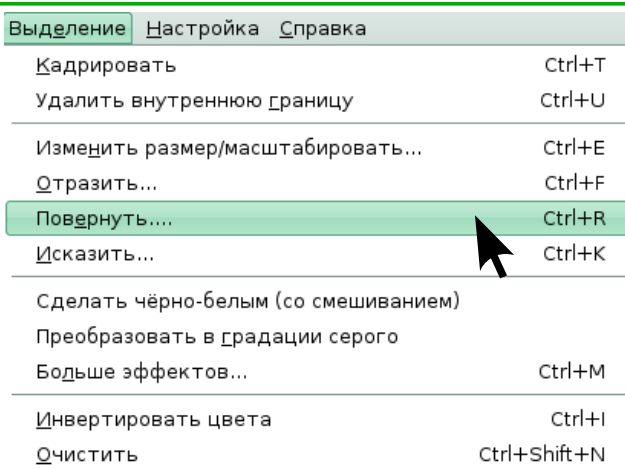 Выделение Настройка Справка
Кадрировать Ctrl+T
Удалить внутреннюю границу Ctrl+U
Изменить размер/масштабировать... Ctrl+E
Отразить... Ctrl+F
Повернуть.... Ctrl+R
Исказить... Ctrl+K
Сделать чёрно-белым (со смешиванием)
Преобразовать в градации серого
Больше эффектов... Ctrl+M
Инвертировать цвета Ctrl+I
Очистить Ctrl+Shift+N